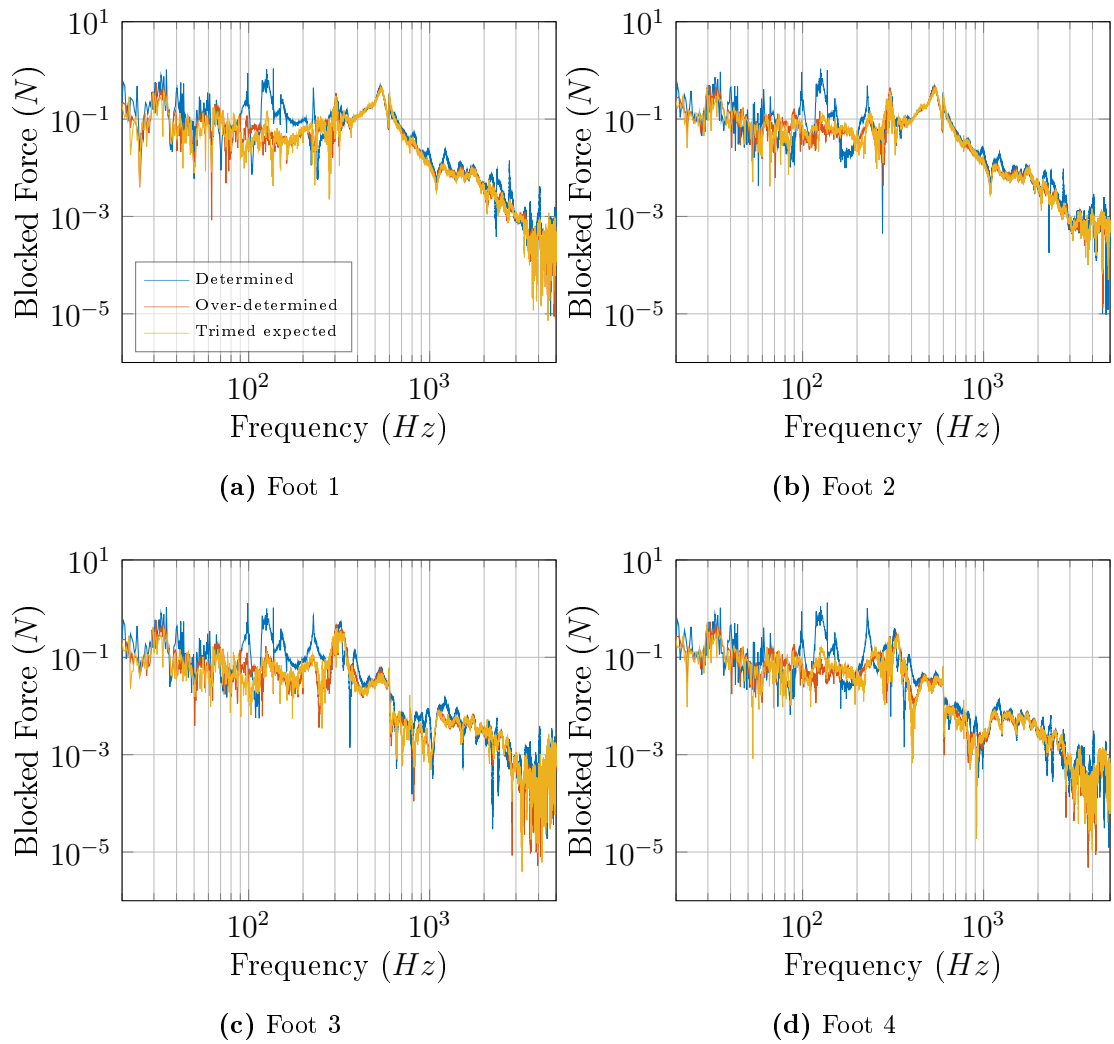 10^1
10^−1
10^−3
10^−5
Blocked Force (N)
Determined
Over-determined
Trimed expected
10^2
10^3
Frequency (Hz)
(a) Foot 1
10^1
10^−1
10^−3
10^−5
Blocked Force (N)
10^2
10^3
Frequency (Hz)
(b) Foot 2
10^1
10^−1
10^−3
10^−5
Blocked Force (N)
10^2
10^3
Frequency (Hz)
(c) Foot 3
10^1
10^−1
10^−3
10^−5
Blocked Force (N)
10^2
10^3
Frequency (Hz)
(d) Foot 4